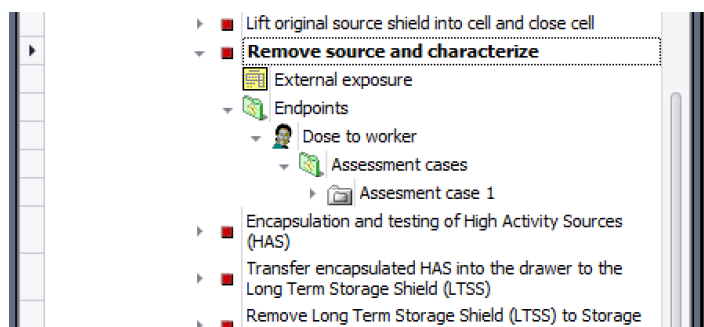 Lift original source shield into cell and close cell
Remove source and characterize
External exposure
Endpoints
Dose to worker
Assessment cases
Assesment case 1
Encapsulation and testing of High Activity Sources
(HAS)
Transfer encapsulated HAS into the drawer to the
Long Term Storage Shield (LTSS)
Remove Long Term Storage Shield (LTSS) to Storage